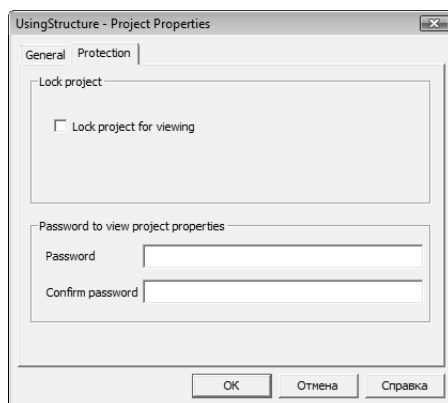 UsingStructure - Project Properties
General Protection
Lock project
Lock project for viewing
Password to view project properties
Password
Confirm password
ОК Отмена Справка